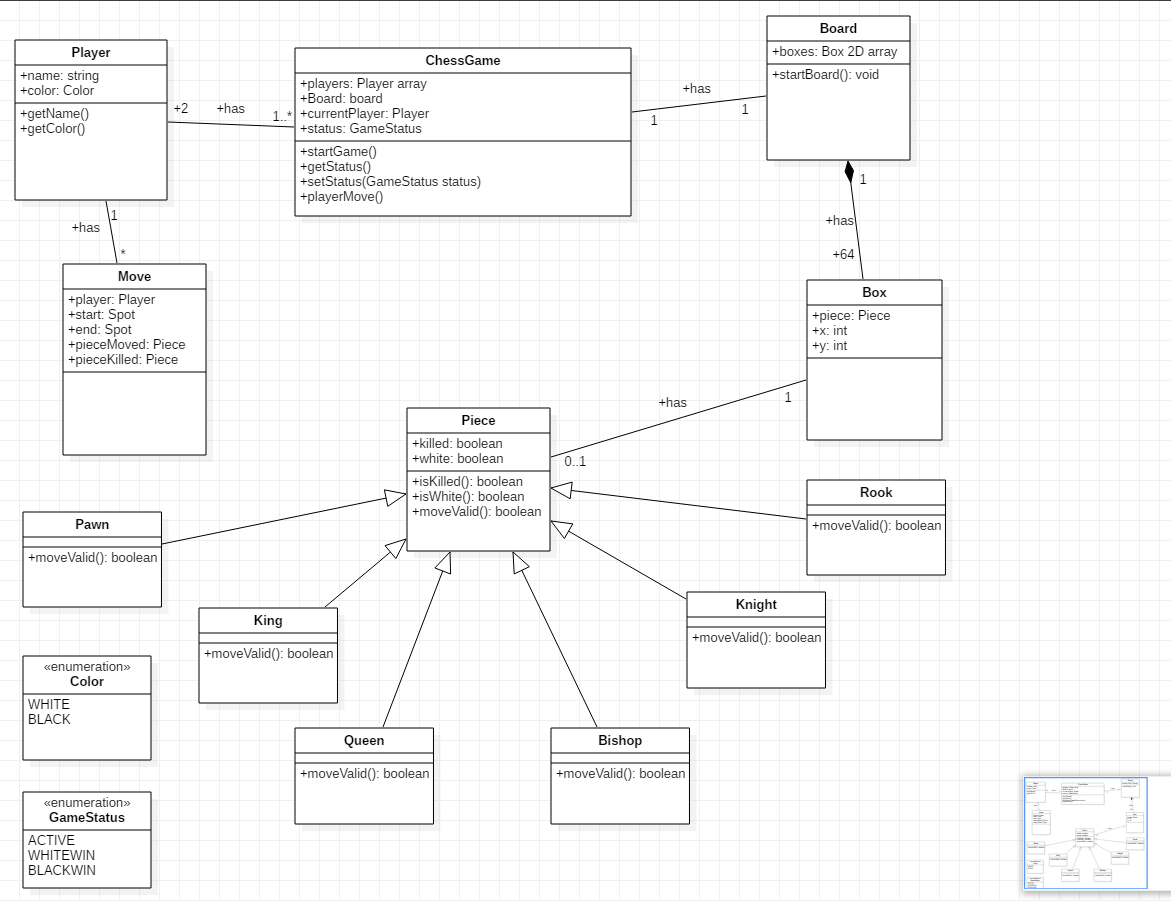 Player
+name: string
+color: Color
+getName()
+getColor()
+2
+has
1..*
ChessGame
+players: Player array
+Board: board
+currentPlayer: Player
+status: GameStatus
+startGame()
+getStatus()
+setStatus(GameStatus status)
+playerMove()
+has
1
1
Board
+boxes: Box 2D array
+startBoard(): void
1
+has
+64
1
+has
*
Move
+player: Player
+start: Spot
+end: Spot
+pieceMoved: Piece
+pieceKilled: Piece
Box
+piece: Piece
+x: int
+y: int
+has
1
0..1
Piece
+killed: boolean
+white: boolean
+isKilled(): boolean
+isWhite(): boolean
+moveValid(): boolean
Rook
+moveValid(): boolean
Pawn
+moveValid(): boolean
King
+moveValid(): boolean
Knight
+moveValid(): boolean
Queen
+moveValid(): boolean
Bishop
+moveValid(): boolean
«enumeration»
Color
WHITE
BLACK
«enumeration»
GameStatus
ACTIVE
WHITEWIN
BLACKWIN